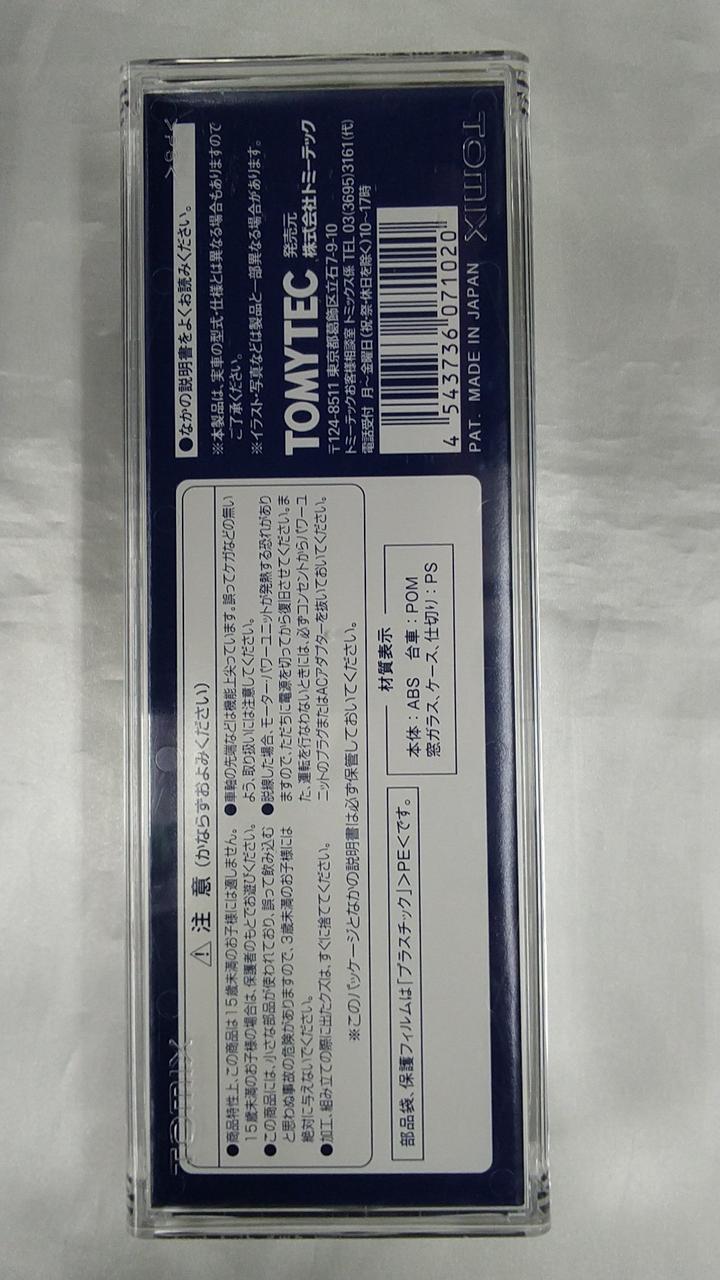 ⚠ 注 意 (かならずおよみください)
●商品特性上、この商品は15歳未満のお子様には適しません。
15歳未満のお子様の場合は、保護者のもとでお遊びください。
●この商品には、小さな部品が使われており、誤って飲み込む
と思わぬ事故の危険がありますので、3歳未満のお子様には
絶対に与えないでください。
●加工、組み立ての際に出たクズは、すぐに捨ててください。
●車軸の先端などは機能上尖っています。誤ってケガなどの無い
よう、取り扱いには注意してください。
●脱線した場合、モーター・パワーユニットが発熱する恐れがあり
ますので、ただちに電源を切ってから復旧させてください。ま
た、運転を行なわないときには、必ずコンセントからパワーユ
ニットのプラグまたはACアダプターを抜いておいてください。
※このパッケージとなかの説明書は必ず保管しておいてください。
部品袋、保護フィルムは「プラスチック」>PE<です。
材質表示
本体:ABS 台車:POM
窓ガラス、ケース、仕切り:PS
●なかの説明書をよくお読みください。
※本製品は、実車の型式・仕様とは異なる場合もありますので
ご了承ください。
※イラスト・写真などは製品と一部異なる場合があります。
TOMYTEC 発売元
株式会社トミーテック
〒124-8511 東京都葛飾区立石7-9-10
トミーテックお客様相談室 トミックス係 TEL 03(3695)3161(代)
電話受付 月〜金曜日(祝・祭・休日を除く)10〜17時
4 543736 071020
PAT. MADE IN JAPAN
TOMIX
TOMIX
>PS<